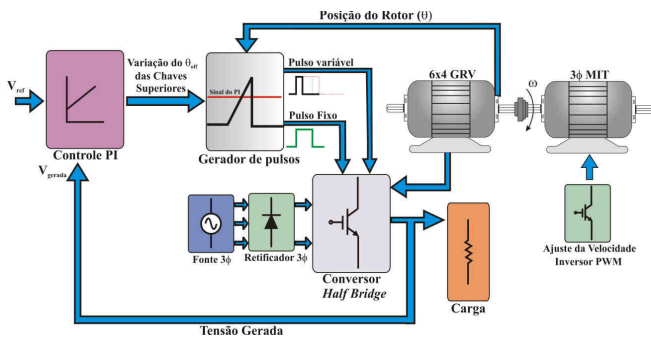 Posição do Rotor (θ)
V_ref
Controle PI
Variação do θ_eff
das Chaves
Superiores
Sinal do PI
Gerador de pulsos
Pulso variável
Pulso Fixo
6x4 GRV
ω
3ϕ MIT
V_gerada
Fonte 3ϕ
Retificador 3ϕ
Conversor
Half Bridge
Carga
Ajuste da Velocidade
Inversor PWM
Tensão Gerada